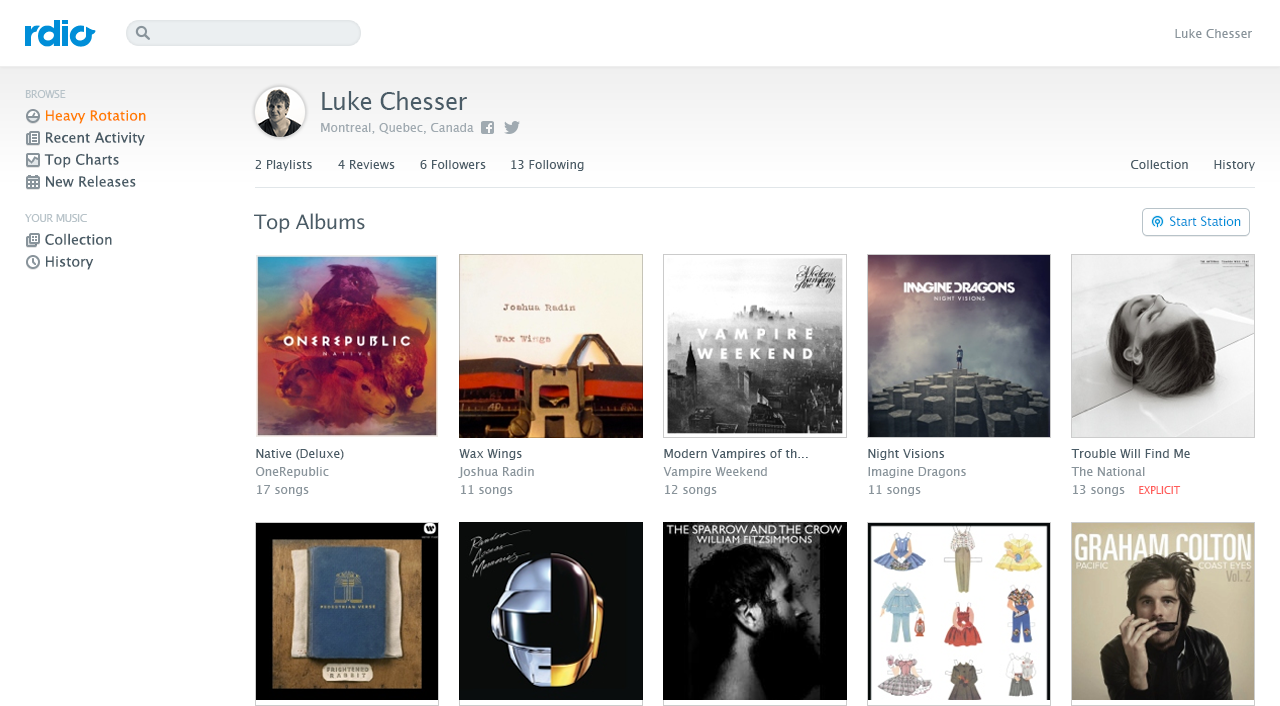 rdio
Luke Chesser
BROWSE
Heavy Rotation
Recent Activity
Top Charts
New Releases
YOUR MUSIC
Collection
History
Luke Chesser
Montreal, Quebec, Canada
2 Playlists 4 Reviews 6 Followers 13 Following Collection History
Top Albums
Start Station
ONEREPUBLIC
NATIVE
Joshua Radin
Wax Wings
Modern Vampires of the City
VAMPIRE
WEEKEND
IMAGINE DRAGONS
NIGHT VISIONS
Native (Deluxe)
OneRepublic
17 songs
Wax Wings
Joshua Radin
11 songs
Modern Vampires of th...
Vampire Weekend
12 songs
Night Visions
Imagine Dragons
11 songs
Trouble Will Find Me
The National
13 songs EXPLICIT
PEDESTRIAN VERSE
FRIGHTENED
RABBIT
Random
Access
Memories
THE SPARROW AND THE CROW
WILLIAM FITZSIMMONS
GRAHAM COLTON
PACIFIC COAST EYES
Vol. 2